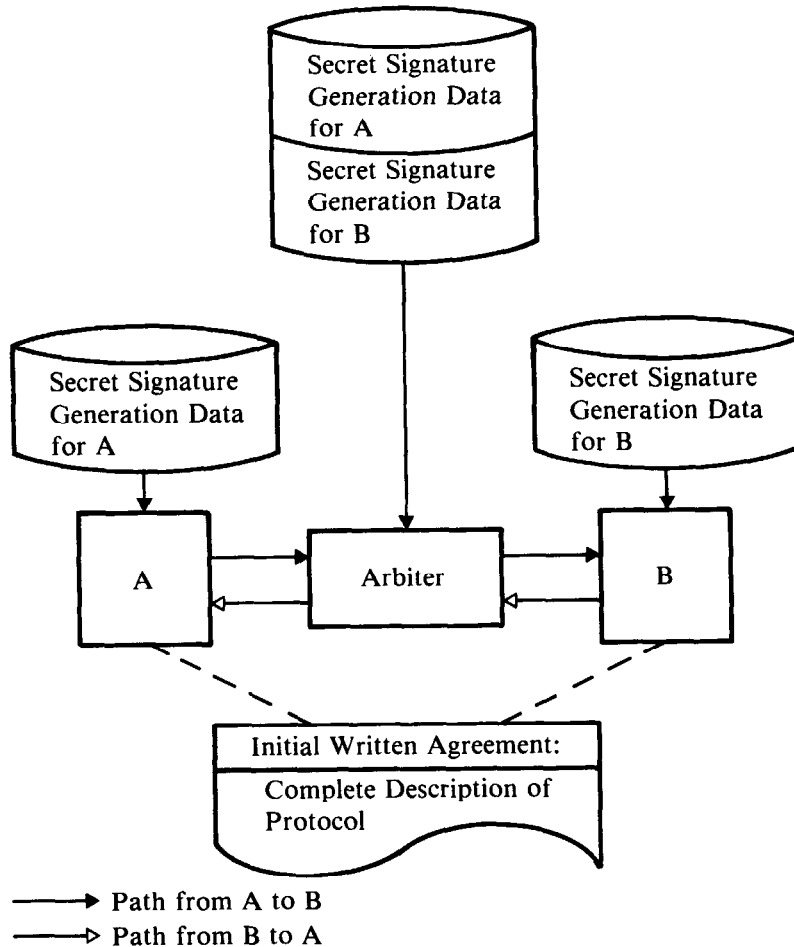 Secret Signature
Generation Data
for A
Secret Signature
Generation Data
for B
Secret Signature
Generation Data
for A
Secret Signature
Generation Data
for B
A
Arbiter
B
Initial Written Agreement:
Complete Description of
Protocol
Path from A to B
Path from B to A